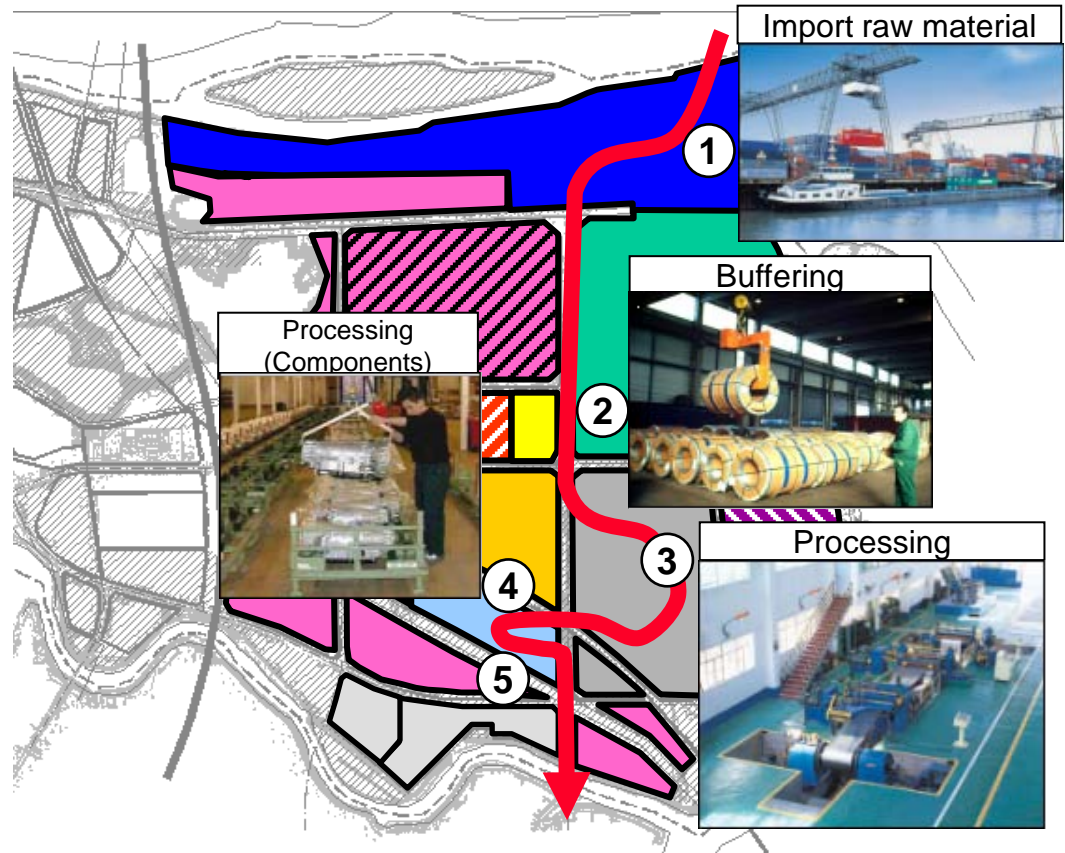 Import raw material
1
Buffering
Processing
(Components)
2
Processing
3
4
5